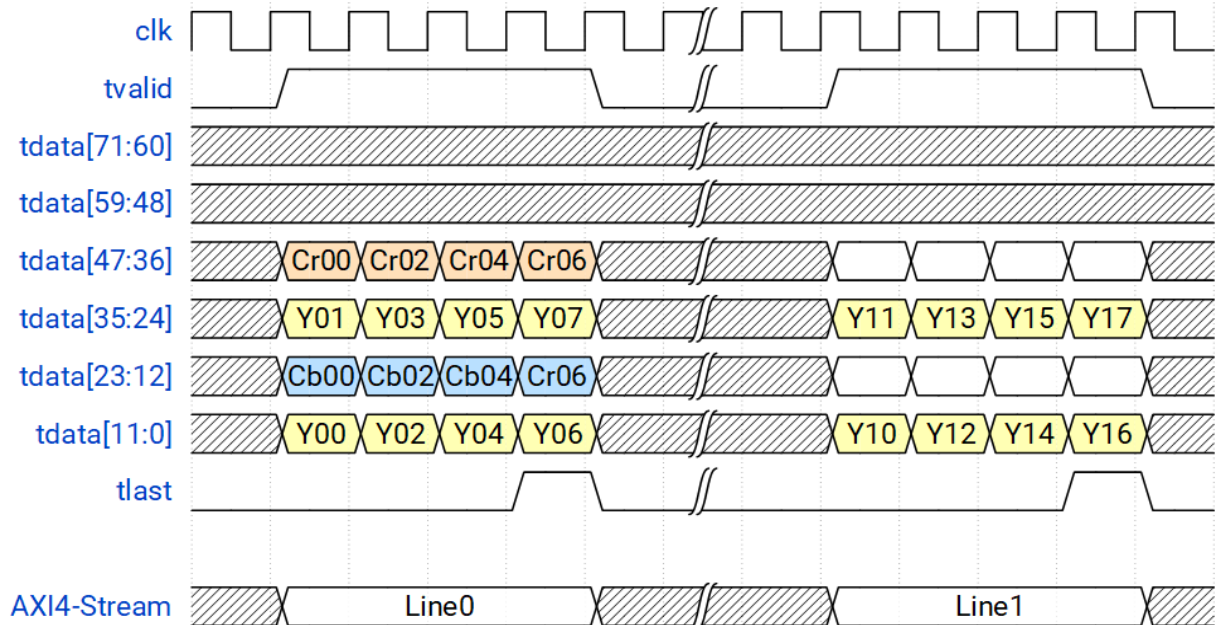 clk
tvalid
tdata[71:60]
tdata[59:48]
tdata[47:36] Cr00 Cr02 Cr04 Cr06
tdata[35:24] Y01 Y03 Y05 Y07 Y11 Y13 Y15 Y17
tdata[23:12] Cb00 Cb02 Cb04 Cr06
tdata[11:0] Y00 Y02 Y04 Y06 Y10 Y12 Y14 Y16
tlast
AXI4-Stream Line0 Line1